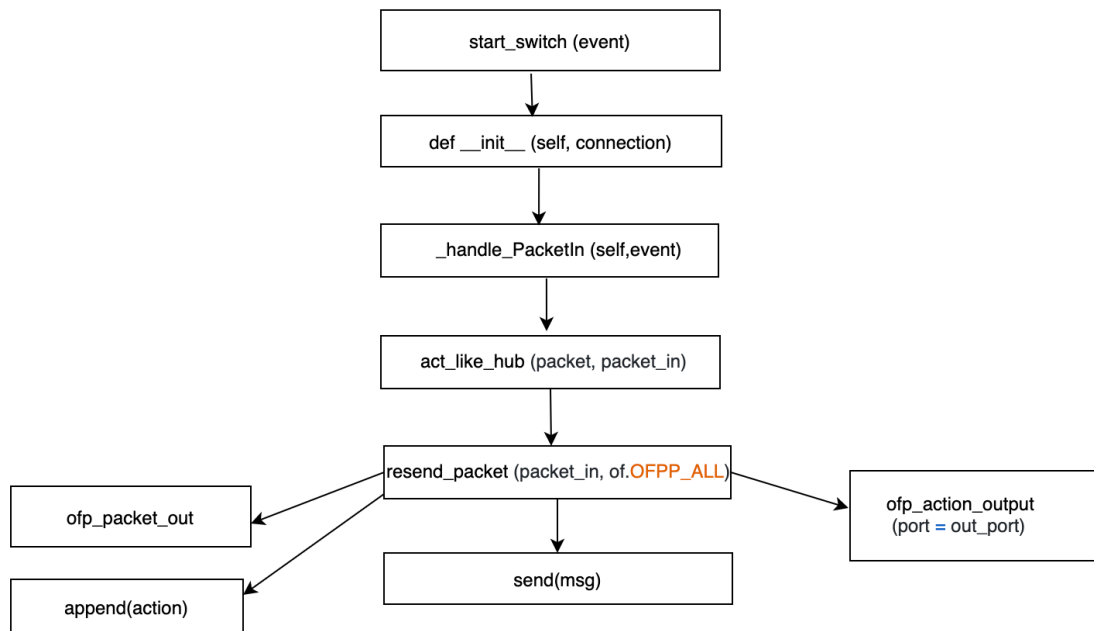 start_switch (event)
def __init__ (self, connection)
_handle_PacketIn (self,event)
act_like_hub (packet, packet_in)
resend_packet (packet_in, of.OFPP_ALL)
ofp_packet_out
ofp_action_output
(port = out_port)
send(msg)
append(action)